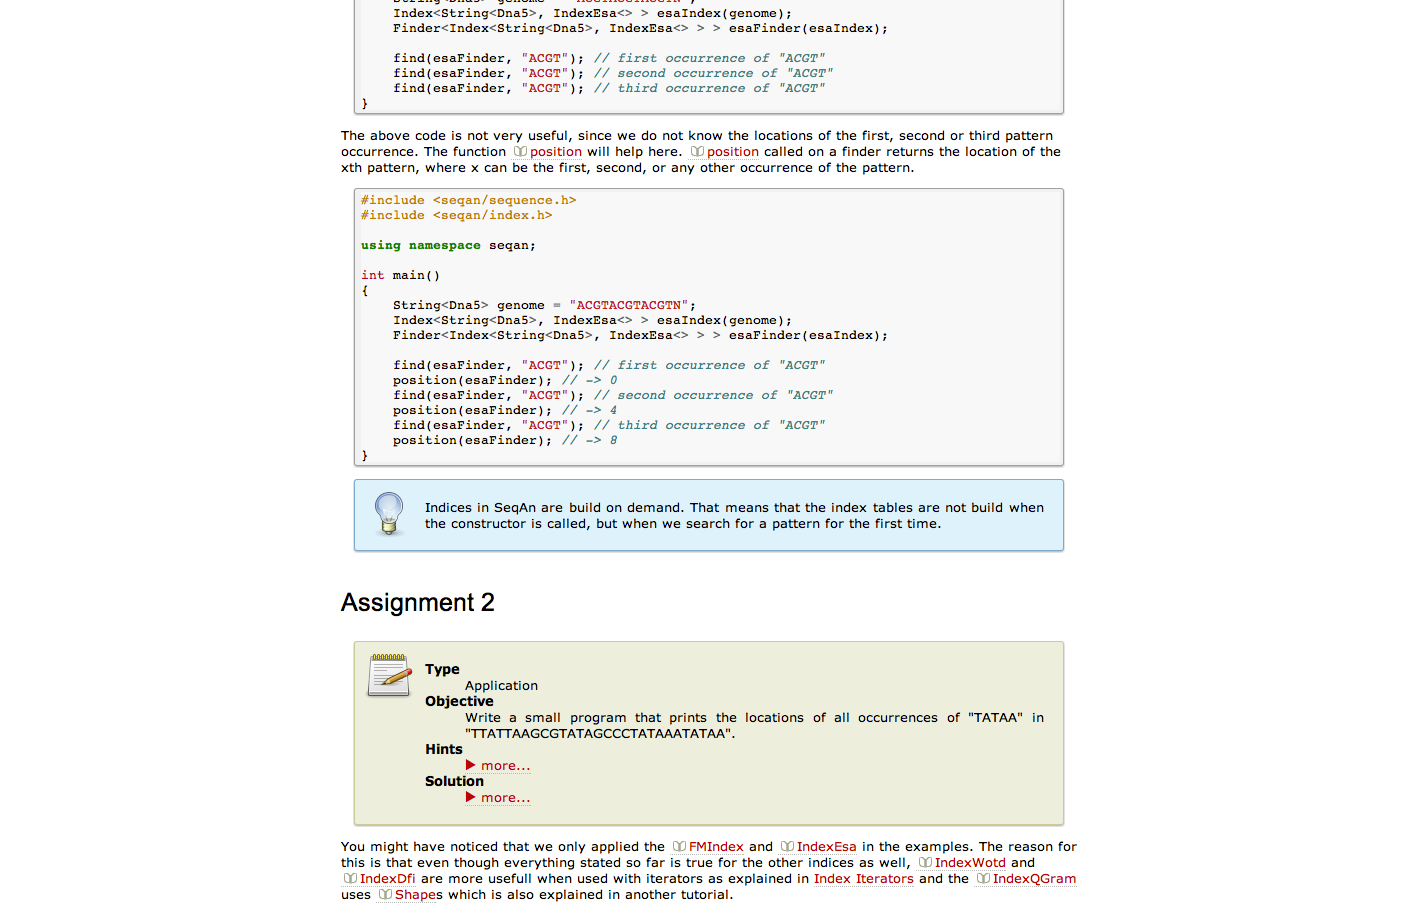 Index<String<Dna5>, IndexEsa<> > esaIndex(genome);
Finder<Index<String<Dna5>, IndexEsa<> > > esaFinder(esaIndex);
find(esaFinder, "ACGT"); // first occurrence of "ACGT"
find(esaFinder, "ACGT"); // second occurrence of "ACGT"
find(esaFinder, "ACGT"); // third occurrence of "ACGT"
}
The above code is not very useful, since we do not know the locations of the first, second or third pattern
occurrence. The function position will help here. position called on a finder returns the location of the
xth pattern, where x can be the first, second, or any other occurrence of the pattern.
#include <seqan/sequence.h>
#include <seqan/index.h>
using namespace seqan;
int main()
{
String<Dna5> genome = "ACGTACGTACGTN";
Index<String<Dna5>, IndexEsa<> > esaIndex(genome);
Finder<Index<String<Dna5>, IndexEsa<> > > esaFinder(esaIndex);
find(esaFinder, "ACGT"); // first occurrence of "ACGT"
position(esaFinder); // -> 0
find(esaFinder, "ACGT"); // second occurrence of "ACGT"
position(esaFinder); // -> 4
find(esaFinder, "ACGT"); // third occurrence of "ACGT"
position(esaFinder); // -> 8
}
Indices in SeqAn are build on demand. That means that the index tables are not build when
the constructor is called, but when we search for a pattern for the first time.
Assignment 2
Type
Application
Objective
Write a small program that prints the locations of all occurrences of "TATAA" in
"TTATTAAGCGTATAGCCCTATAAATATAA".
Hints
▶ more...
Solution
▶ more...
You might have noticed that we only applied the FMIndex and IndexEsa in the examples. The reason for
this is that even though everything stated so far is true for the other indices as well, IndexWotd and
IndexDfi are more usefull when used with iterators as explained in Index Iterators and the IndexQGram
uses Shapes which is also explained in another tutorial.